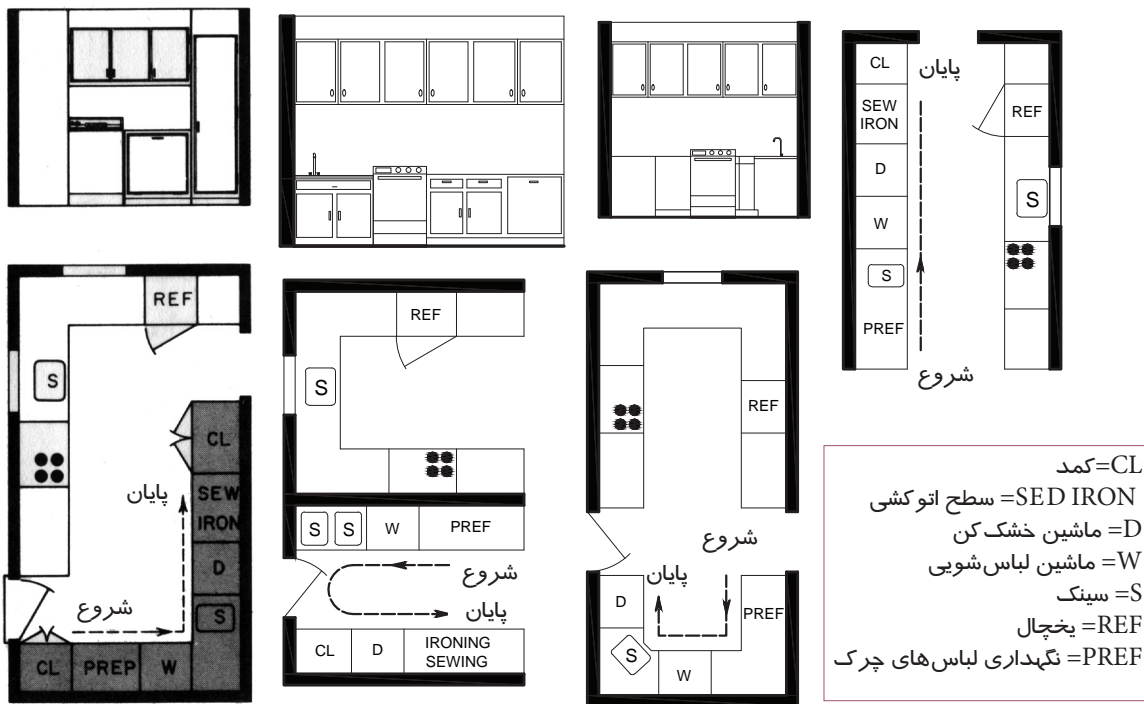 CL
SEW
IRON
D
W
S
PREF
پایان
شروع
REF
S
REF
S
CL
SEW
IRON
D
S
پایان
شروع
CL
PREP
W
REF
S
S
S
W
PREF
شروع
پایان
CL
D
IRONING
SEWING
REF
شروع
پایان
D
PREF
S
W
CL=کمد
SED IRON= سطح اتو کشی
D= ماشین خشک کن
W= ماشین لباس‌شویی
S= سینک
REF= یخچال
PREF= نگهداری لباس‌های چرک